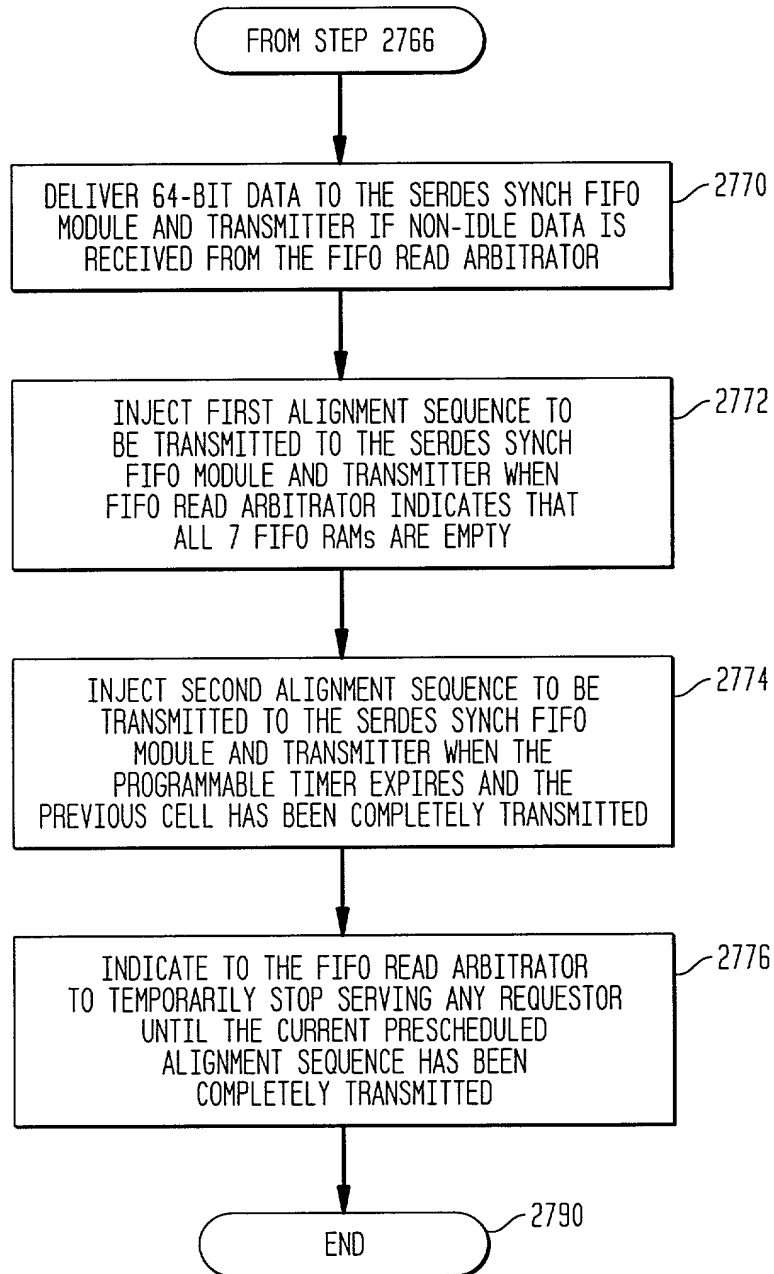 FROM STEP 2766
DELIVER 64-BIT DATA TO THE SERDES SYNCH FIFO
MODULE AND TRANSMITTER IF NON-IDLE DATA IS
RECEIVED FROM THE FIFO READ ARBITRATOR
2770
INJECT FIRST ALIGNMENT SEQUENCE TO
BE TRANSMITTED TO THE SERDES SYNCH
FIFO MODULE AND TRANSMITTER WHEN
FIFO READ ARBITRATOR INDICATES THAT
ALL 7 FIFO RAMs ARE EMPTY
2772
INJECT SECOND ALIGNMENT SEQUENCE TO BE
TRANSMITTED TO THE SERDES SYNCH FIFO
MODULE AND TRANSMITTER WHEN THE
PROGRAMMABLE TIMER EXPIRES AND THE
PREVIOUS CELL HAS BEEN COMPLETELY TRANSMITTED
2774
INDICATE TO THE FIFO READ ARBITRATOR
TO TEMPORARILY STOP SERVING ANY REQUESTOR
UNTIL THE CURRENT PRESCHEDULED
ALIGNMENT SEQUENCE HAS BEEN
COMPLETELY TRANSMITTED
2776
END
2790